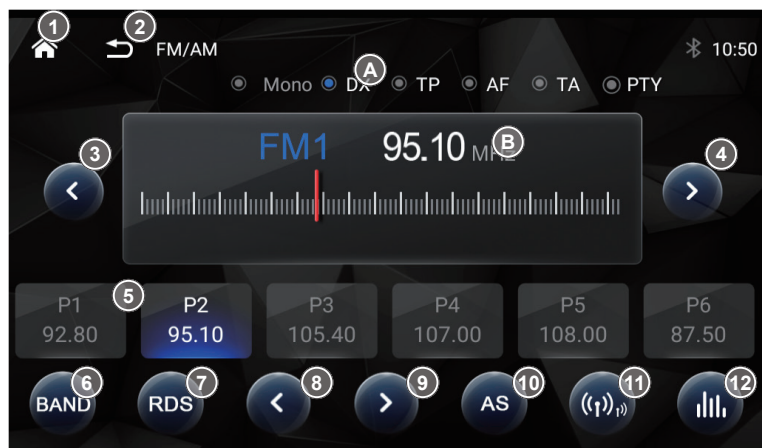 1 2 FM/AM 10:50
A
Mono DX TP AF TA PTY
3 FM1 95.10 MHz B 4
5
P1 P2 P3 P4 P5 P6
92.80 95.10 105.40 107.00 108.00 87.50
6 7 8 9 10 11 12
BAND RDS AS